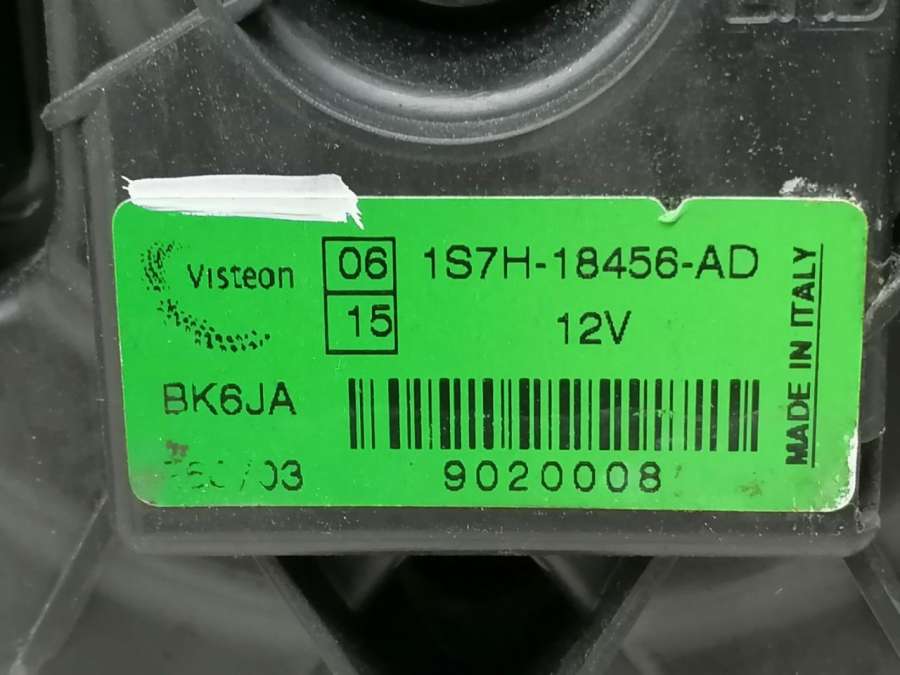 Visteon
06
15
1S7H-18456-AD
12V
MADE IN ITALY
BK6JA
9020008